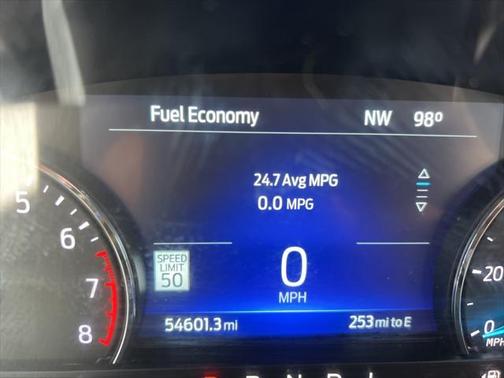 Fuel Economy NW 98º
24.7 Avg MPG
0.0 MPG
5
6
7
8
SPEED
LIMIT
50
0
MPH
20
0
MPH
54601.3 mi 253 mi to E